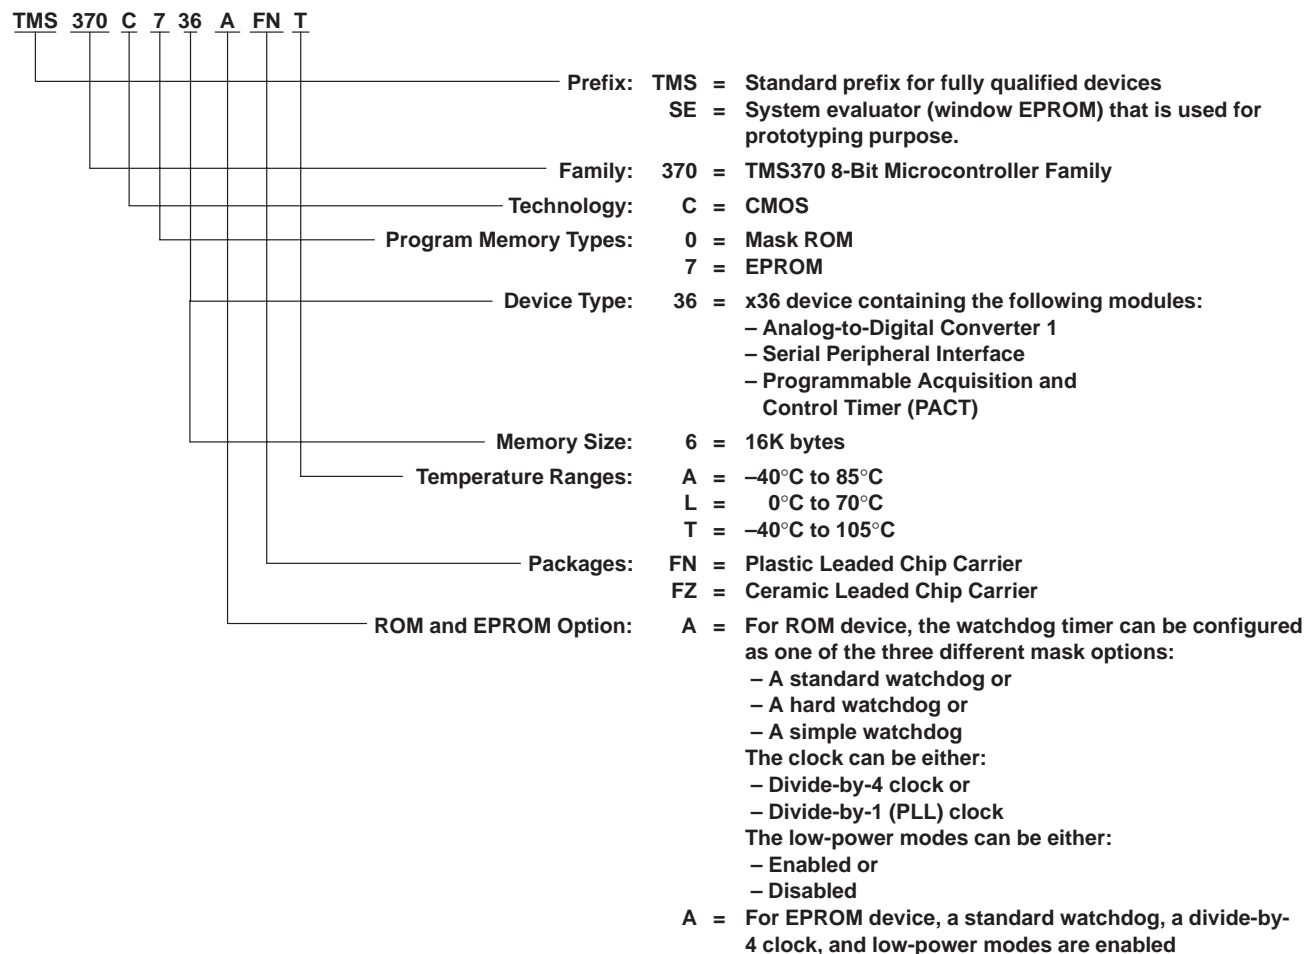 TMS 370 C 7 36 A FN T
Prefix: TMS = Standard prefix for fully qualified devices
SE = System evaluator (window EPROM) that is used for
prototyping purpose.
Family: 370 = TMS370 8-Bit Microcontroller Family
Technology: C = CMOS
Program Memory Types: 0 = Mask ROM
7 = EPROM
Device Type: 36 = x36 device containing the following modules:
– Analog-to-Digital Converter 1
– Serial Peripheral Interface
– Programmable Acquisition and
Control Timer (PACT)
Memory Size: 6 = 16K bytes
Temperature Ranges: A = –40°C to 85°C
L = 0°C to 70°C
T = –40°C to 105°C
Packages: FN = Plastic Leaded Chip Carrier
FZ = Ceramic Leaded Chip Carrier
ROM and EPROM Option: A = For ROM device, the watchdog timer can be configured
as one of the three different mask options:
– A standard watchdog or
– A hard watchdog or
– A simple watchdog
The clock can be either:
– Divide-by-4 clock or
– Divide-by-1 (PLL) clock
The low-power modes can be either:
– Enabled or
– Disabled
A = For EPROM device, a standard watchdog, a divide-by-
4 clock, and low-power modes are enabled